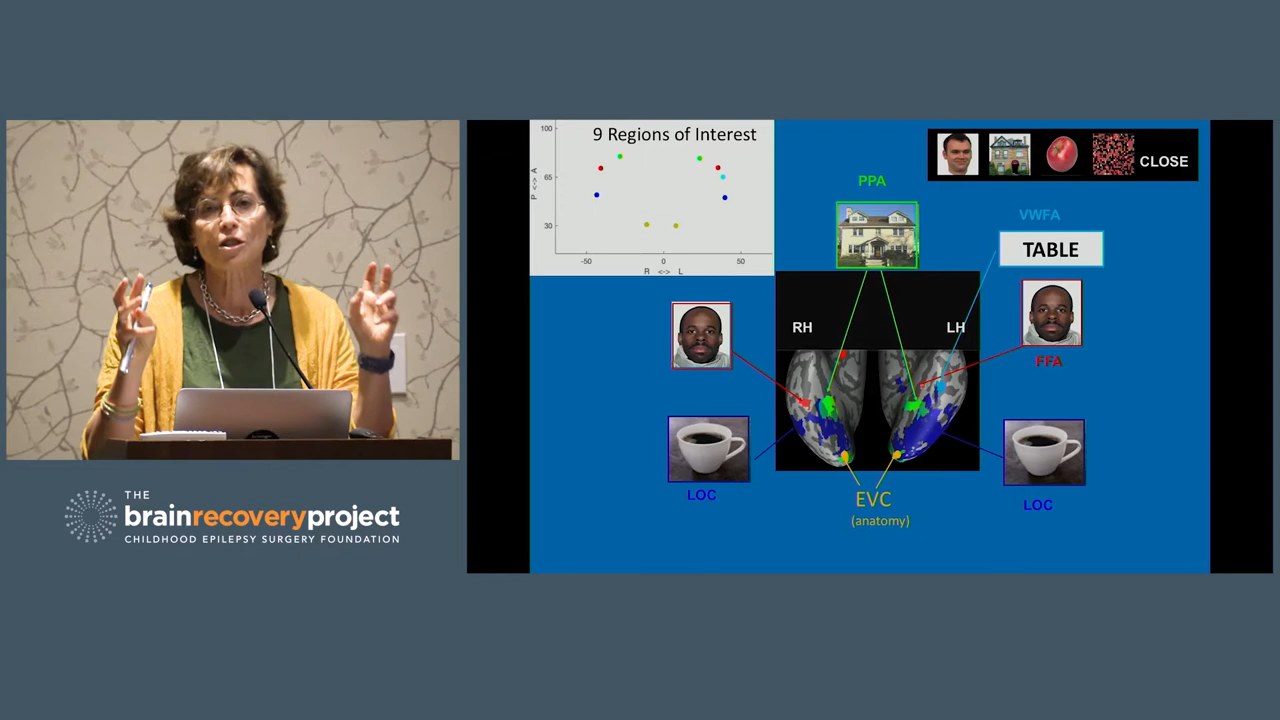 THE
brainrecoveryproject
CHILDHOOD EPILEPSY SURGERY FOUNDATION
9 Regions of Interest
100
65
30
P <-> A
-50
0
50
R <-> L
CLOSE
PPA
VWFA
TABLE
RH
LH
FFA
LOC
LOC
EVC
(anatomy)